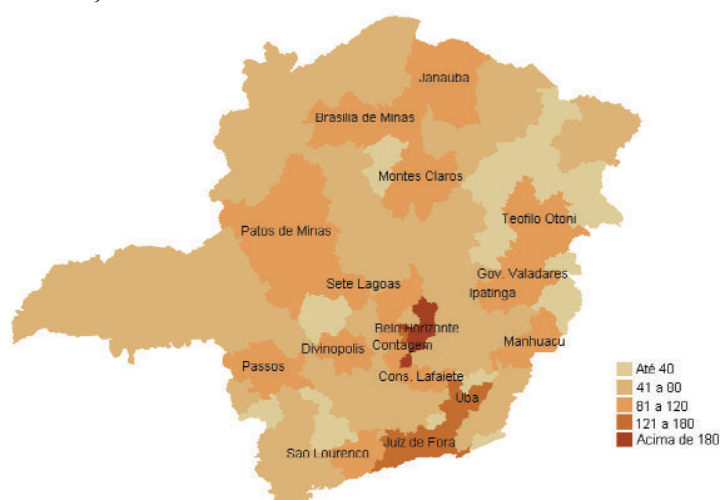 Janauba
Brasilia de Minas
Montes Claros
Teofilo Otoni
Patos de Minas
Gov. Valadares
Sete Lagoas
Ipatinga
Belo Horizonte
Contagem
Manhuacu
Divinopolis
Passos
Cons. Lafaiete
Uba
Juiz de Fora
Sao Lourenco
Até 40
41 a 80
81 a 120
121 a 180
Acima de 180